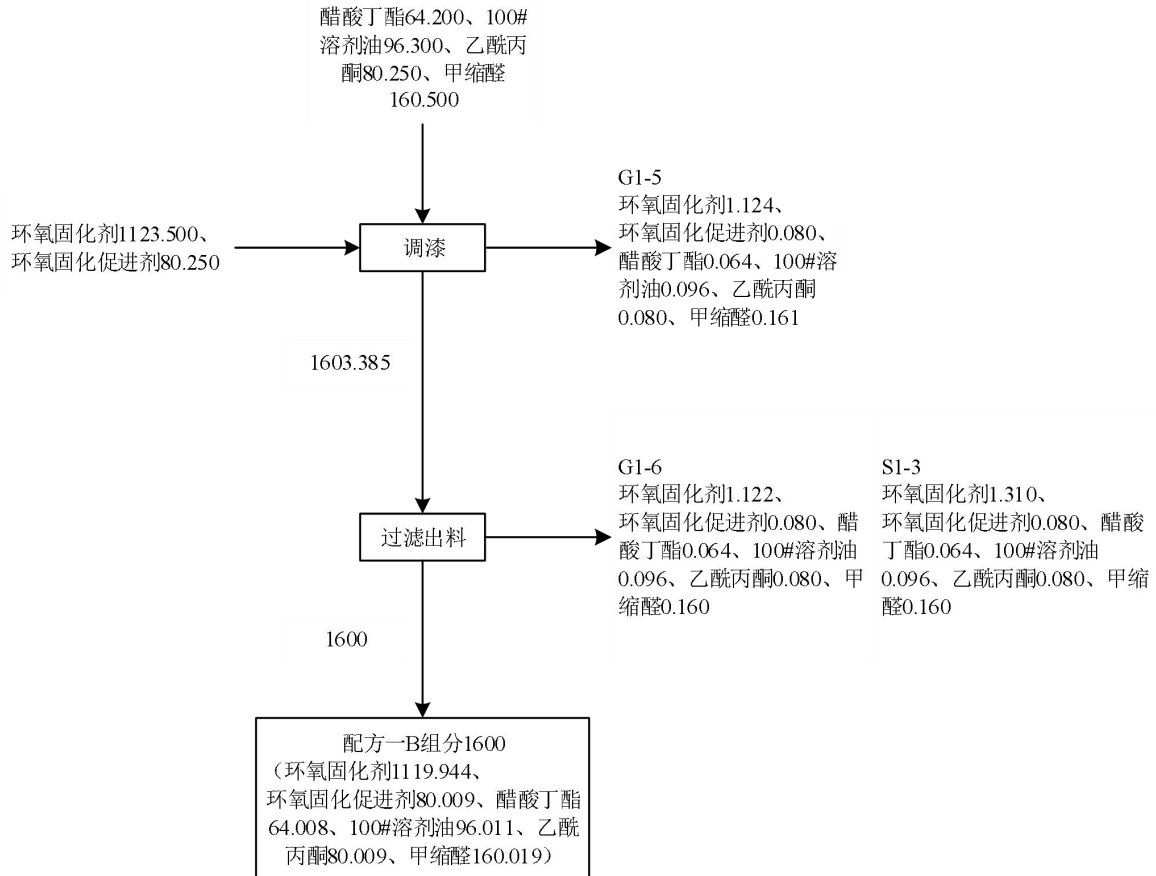 醋酸丁酯64.200、100#
溶剂油96.300、乙酰丙
酮80.250、甲缩醛
160.500
环氧固化剂1123.500、
环氧固化促进剂80.250
调漆
G1-5
环氧固化剂1.124、
环氧固化促进剂0.080、
醋酸丁酯0.064、100#溶
剂油0.096、乙酰丙酮
0.080、甲缩醛0.161
1603.385
过滤出料
G1-6
环氧固化剂1.122、
环氧固化促进剂0.080、醋
酸丁酯0.064、100#溶剂油
0.096、乙酰丙酮0.080、甲
缩醛0.160
S1-3
环氧固化剂1.310、
环氧固化促进剂0.080、醋酸
丁酯0.064、100#溶剂油
0.096、乙酰丙酮0.080、甲缩
醛0.160
1600
配方一B组分1600
（环氧固化剂1119.944、
环氧固化促进剂80.009、醋酸丁酯
64.008、100#溶剂油96.011、乙酰
丙酮80.009、甲缩醛160.019）